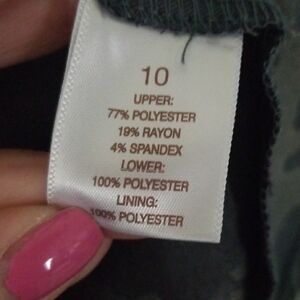 10
UPPER:
77% POLYESTER
19% RAYON
4% SPANDEX
LOWER:
100% POLYESTER
LINING:
100% POLYESTER